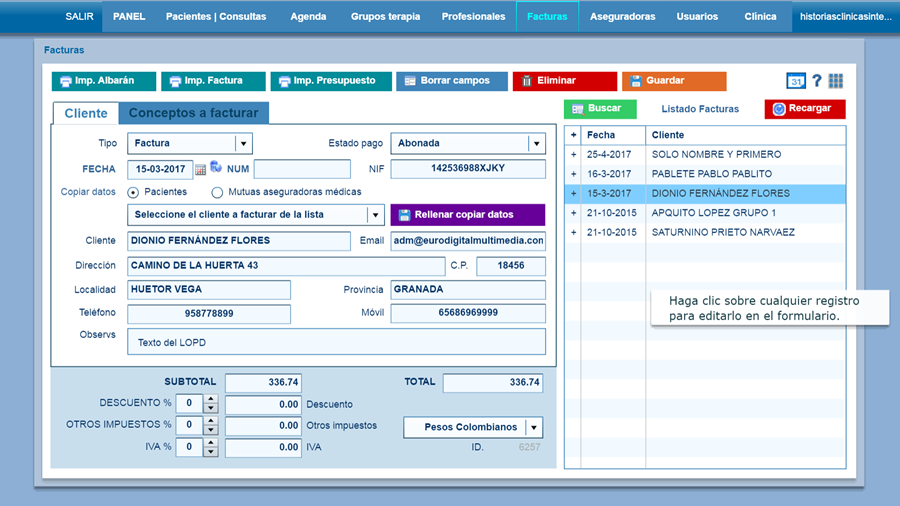 SALIR PANEL Pacientes | Consultas Agenda Grupos terapia Profesionales Facturas Aseguradoras Usuarios Clínica historiasclinicasinte...
Facturas
Imp. Albarán Imp. Factura Imp. Presupuesto Borrar campos Eliminar Guardar 31 ?
Buscar Listado Facturas Recargar
Cliente Conceptos a facturar
Tipo Factura Estado pago Abonada
FECHA 15-03-2017 NUM NIF 142536988XJKY
Copiar datos Pacientes Mutuas aseguradoras médicas
Seleccione el cliente a facturar de la lista Rellenar copiar datos
Cliente DIONIO FERNÁNDEZ FLORES Email adm@eurodigitalmultimedia.con
Dirección CAMINO DE LA HUERTA 43 C.P. 18456
Localidad HUETOR VEGA Provincia GRANADA
Teléfono 958778899 Móvil 65686969999
Observs Texto del LOPD
SUBTOTAL 336.74 TOTAL 336.74
DESCUENTO % 0 0.00 Descuento
OTROS IMPUESTOS % 0 0.00 Otros impuestos Pesos Colombianos
IVA % 0 0.00 IVA ID. 6257
+ Fecha Cliente
+ 25-4-2017 SOLO NOMBRE Y PRIMERO
+ 16-3-2017 PABLETE PABLO PABLITO
+ 15-3-2017 DIONIO FERNÁNDEZ FLORES
+ 21-10-2015 APQUITO LOPEZ GRUPO 1
+ 21-10-2015 SATURNINO PRIETO NARVAEZ
Haga clic sobre cualquier registro
para editarlo en el formulario.